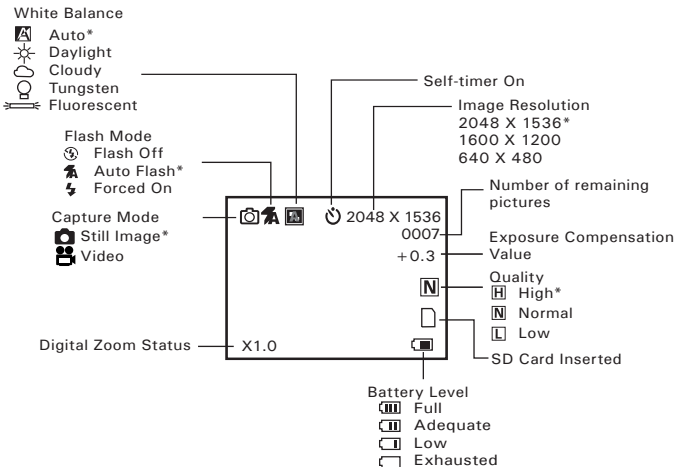 White Balance
Auto*
Daylight
Cloudy
Tungsten
Fluorescent
Self-timer On
Image Resolution
2048 X 1536*
1600 X 1200
640 X 480
Flash Mode
Flash Off
Auto Flash*
Forced On
Number of remaining
pictures
Capture Mode
Still Image*
Video
A 2048 X 1536
0007
+0.3
N
X1.0
Exposure Compensation
Value
Quality
H High*
N Normal
L Low
Digital Zoom Status
SD Card Inserted
Battery Level
Full
Adequate
Low
Exhausted